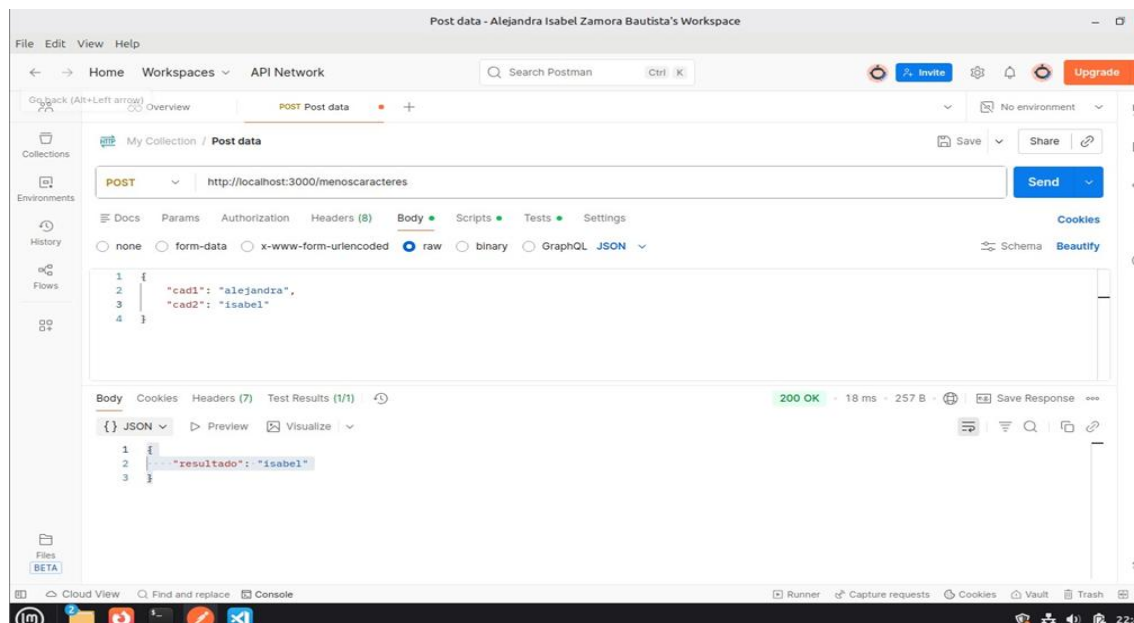 Post data - Alejandra Isabel Zamora Bautista's Workspace
File Edit View Help
Home Workspaces API Network Search Postman Ctrl K Invite Upgrade
Go back (Alt+Left arrow) Overview POST Post data No environment
Collections
HTTP My Collection / Post data Save Share
Environments
POST http://localhost:3000/menoscaracteres Send
Docs Params Authorization Headers (8) Body Scripts Tests Settings Cookies
History
none form-data x-www-form-urlencoded raw binary GraphQL JSON Schema Beautify
Flows
1 {
2 "cad1": "alejandra",
3 "cad2": "isabel"
4 }
Body Cookies Headers (7) Test Results (1/1) 200 OK 18 ms 257 B Save Response
{} JSON Preview Visualize
1 {
2 "resultado": "isabel"
3 }
Files
BETA
Cloud View Find and replace Console Runner Capture requests Cookies Vault Trash
2 22: